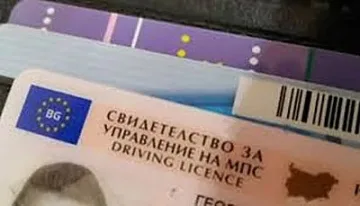 BG
СВИДЕТЕЛСТВО ЗА
УПРАВЛЕНИЕ НА МПС
DRIVING LICENCE